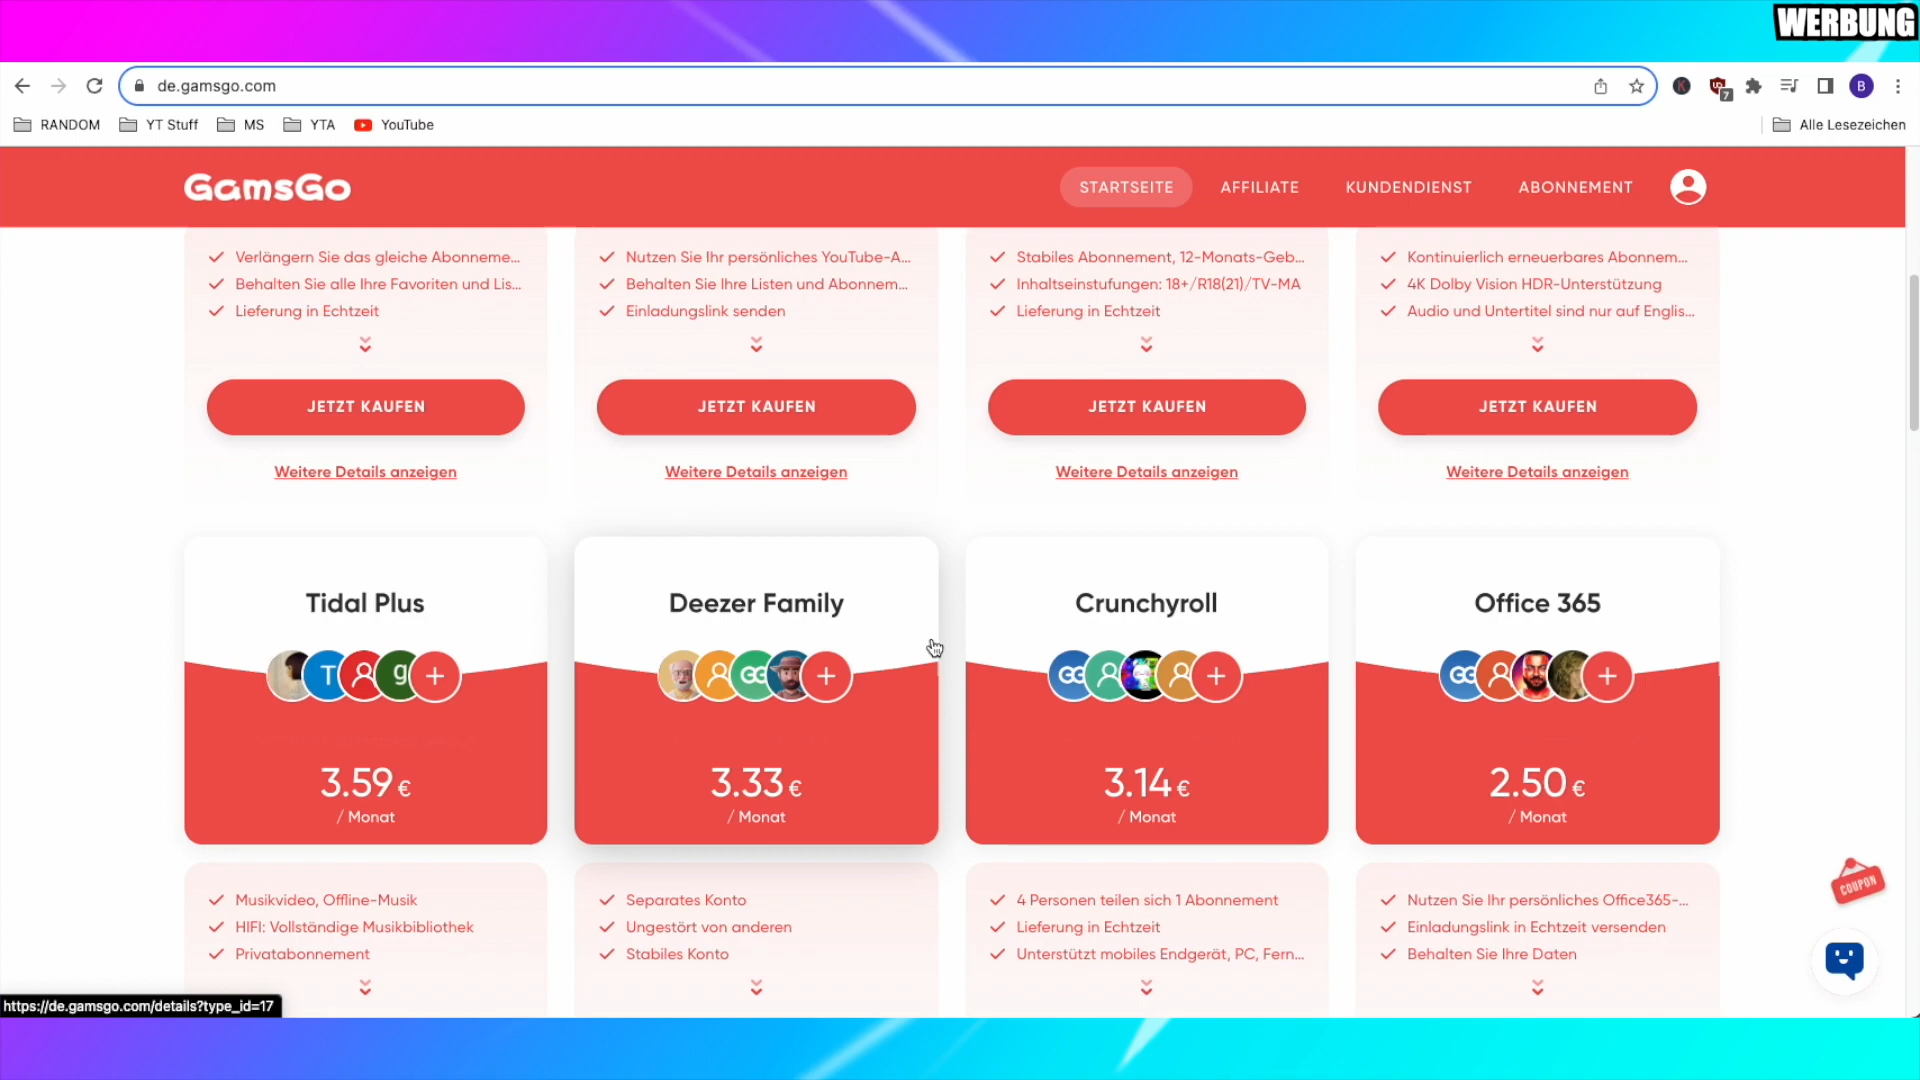 WERBUNG
de.gamsgo.com
7
B
RANDOM
YT Stuff
MS
YTA
YouTube
Alle Lesezeichen
GamsGo
STARTSEITE
AFFILIATE
KUNDENDIENST
ABONNEMENT
Verlängern Sie das gleiche Abonneme...
Behalten Sie alle Ihre Favoriten und Lis...
Lieferung in Echtzeit
JETZT KAUFEN
Weitere Details anzeigen
Nutzen Sie Ihr persönliches YouTube-A...
Behalten Sie Ihre Listen und Abonnem...
Einladungslink senden
JETZT KAUFEN
Weitere Details anzeigen
Stabiles Abonnement, 12-Monats-Geb...
Inhaltseinstufungen: 18+/R18(21)/TV-MA
Lieferung in Echtzeit
JETZT KAUFEN
Weitere Details anzeigen
Kontinuierlich erneuerbares Abonnem...
4K Dolby Vision HDR-Unterstützung
Audio und Untertitel sind nur auf Englis...
JETZT KAUFEN
Weitere Details anzeigen
Tidal Plus
T
g
3.59 €
/ Monat
Musikvideo, Offline-Musik
HIFI: Vollständige Musikbibliothek
Privatabonnement
Deezer Family
GG
3.33 €
/ Monat
Separates Konto
Ungestört von anderen
Stabiles Konto
Crunchyroll
GG
3.14 €
/ Monat
4 Personen teilen sich 1 Abonnement
Lieferung in Echtzeit
Unterstützt mobiles Endgerät, PC, Fern...
Office 365
GG
2.50 €
/ Monat
Nutzen Sie Ihr persönliches Office365-...
Einladungslink in Echtzeit versenden
Behalten Sie Ihre Daten
COUPON
https://de.gamsgo.com/details?type_id=17